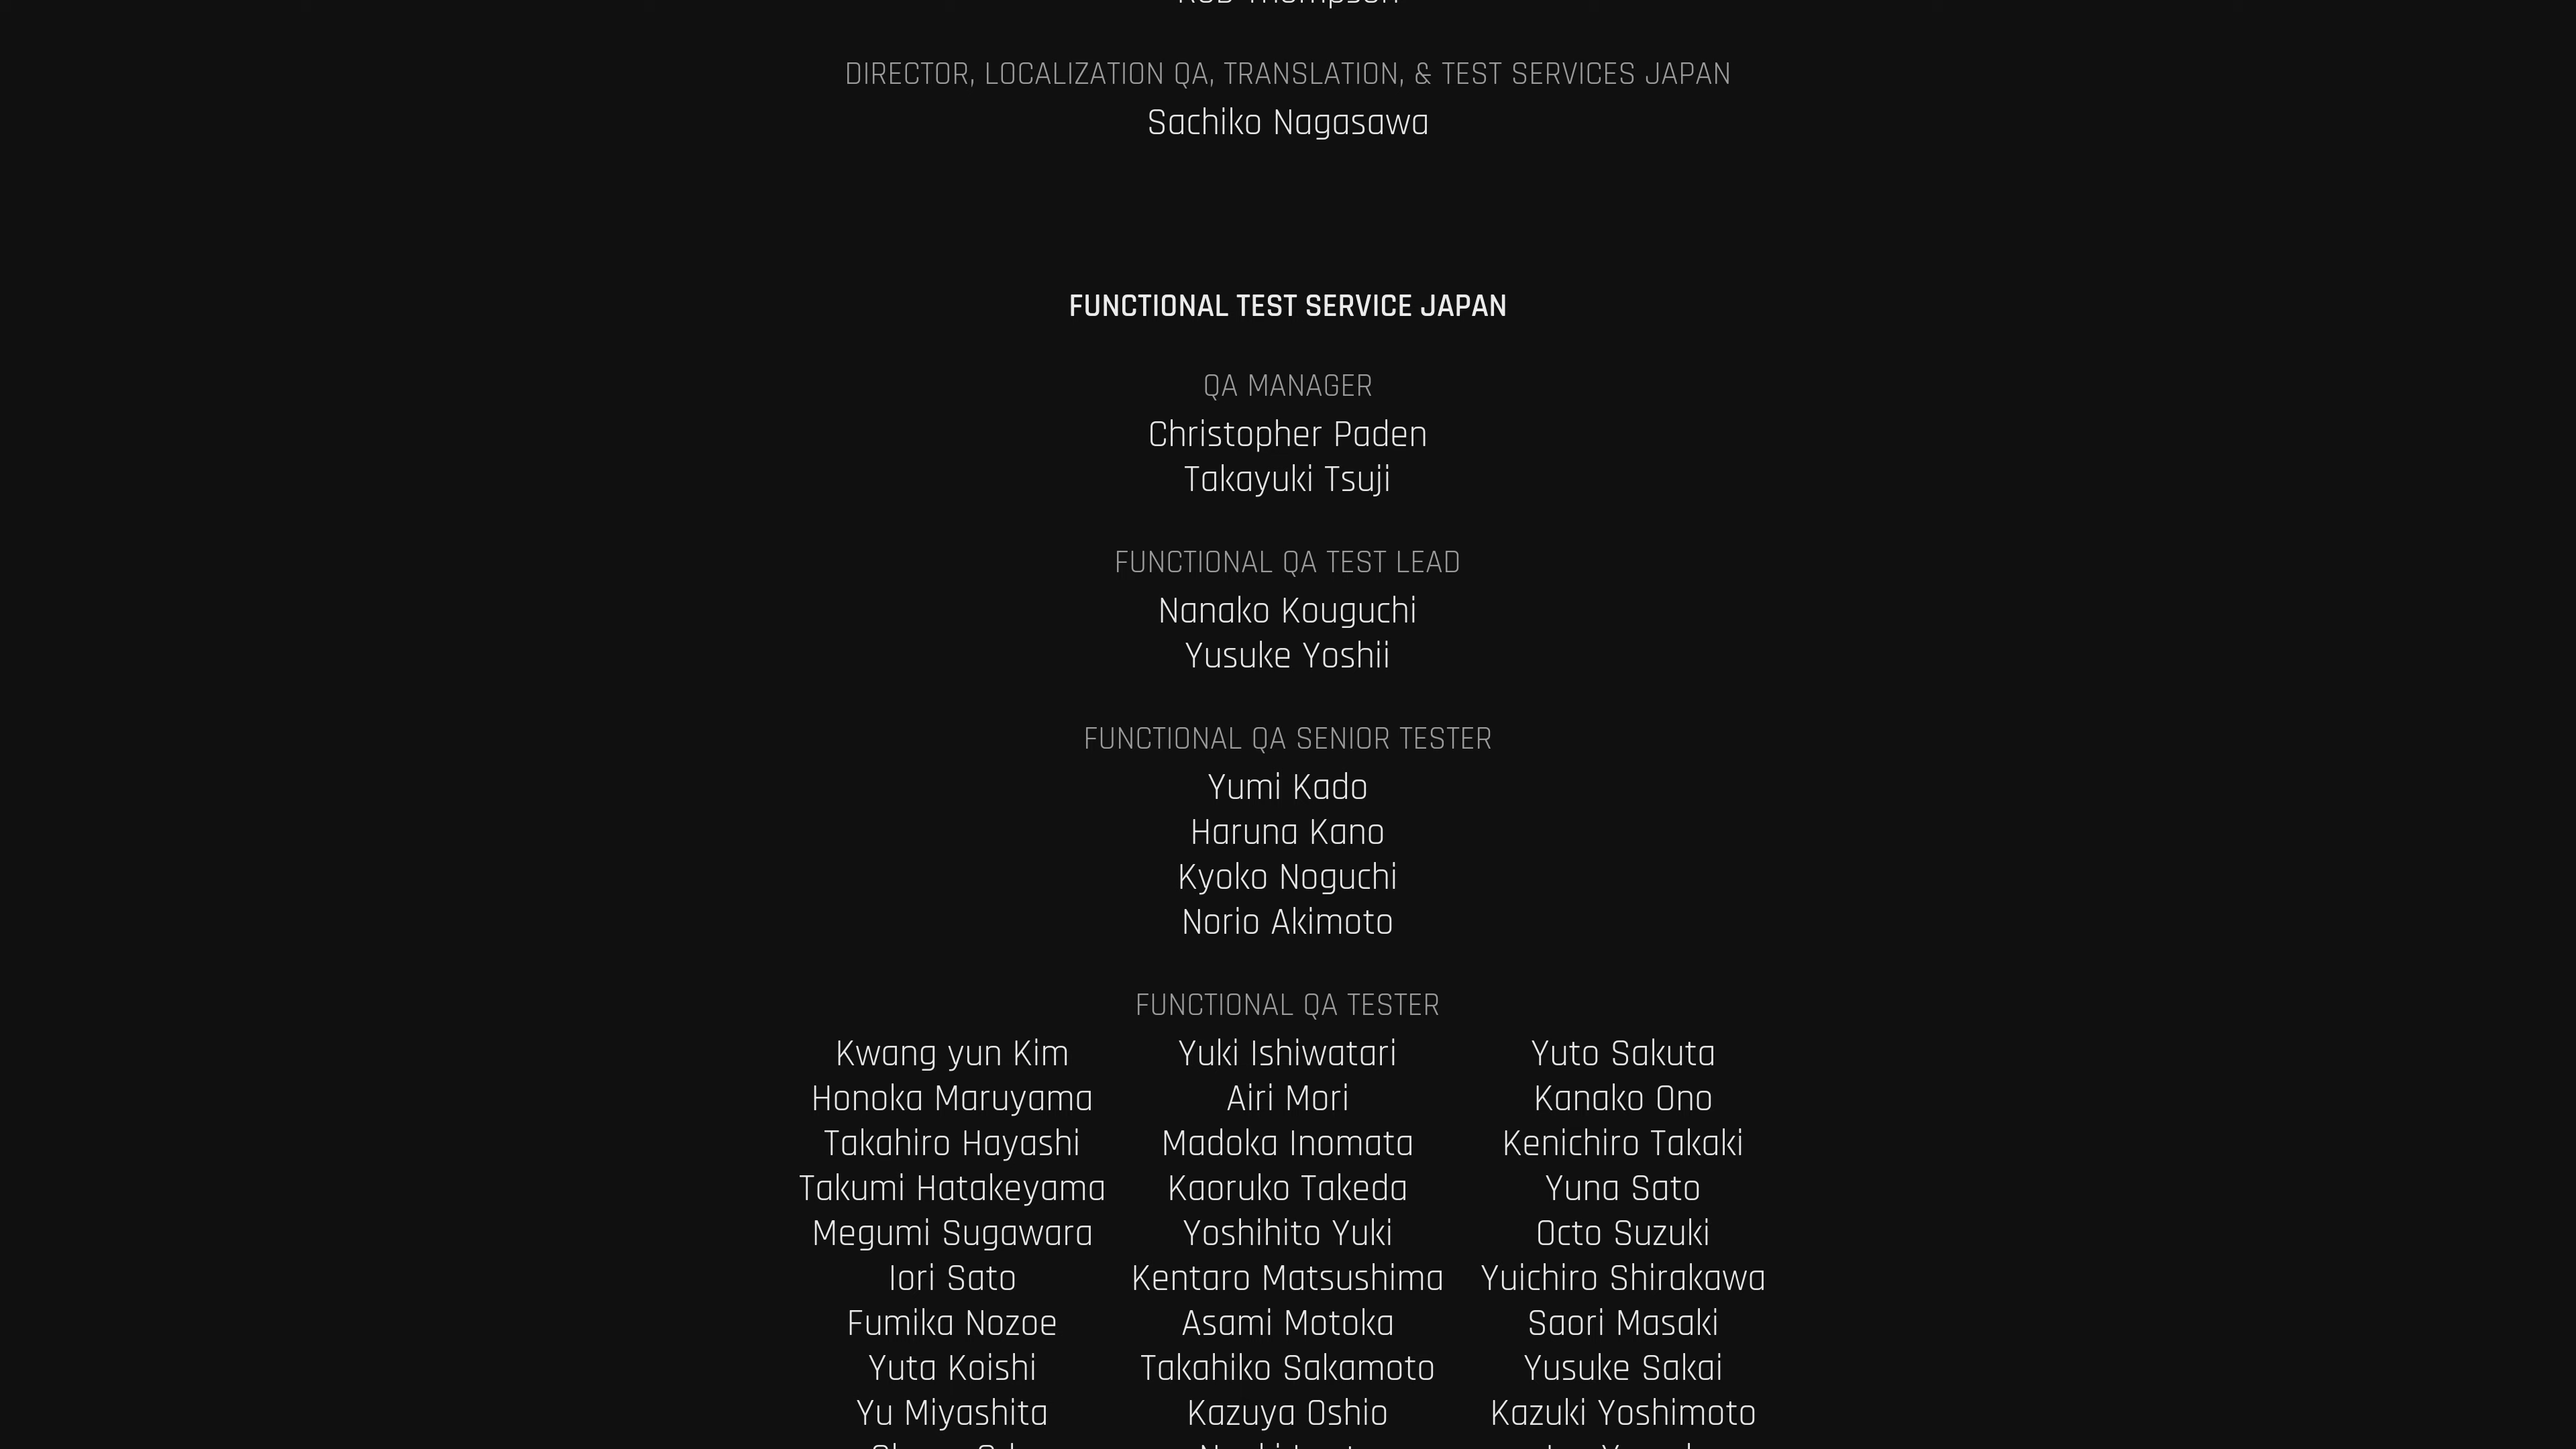 DIRECTOR, LOCALIZATION QA, TRANSLATION, & TEST SERVICES JAPAN
Sachiko Nagasawa
FUNCTIONAL TEST SERVICE JAPAN
QA MANAGER
Christopher Paden
Takayuki Tsuji
FUNCTIONAL QA TEST LEAD
Nanako Kouguchi
Yusuke Yoshii
FUNCTIONAL QA SENIOR TESTER
Yumi Kado
Haruna Kano
Kyoko Noguchi
Norio Akimoto
FUNCTIONAL QA TESTER
Kwang yun Kim Yuki Ishiwatari Yuto Sakuta
Honoka Maruyama Airi Mori Kanako Ono
Takahiro Hayashi Madoka Inomata Kenichiro Takaki
Takumi Hatakeyama Kaoruko Takeda Yuna Sato
Megumi Sugawara Yoshihito Yuki Octo Suzuki
Iori Sato Kentaro Matsushima Yuichiro Shirakawa
Fumika Nozoe Asami Motoka Saori Masaki
Yuta Koishi Takahiko Sakamoto Yusuke Sakai
Yu Miyashita Kazuya Oshio Kazuki Yoshimoto